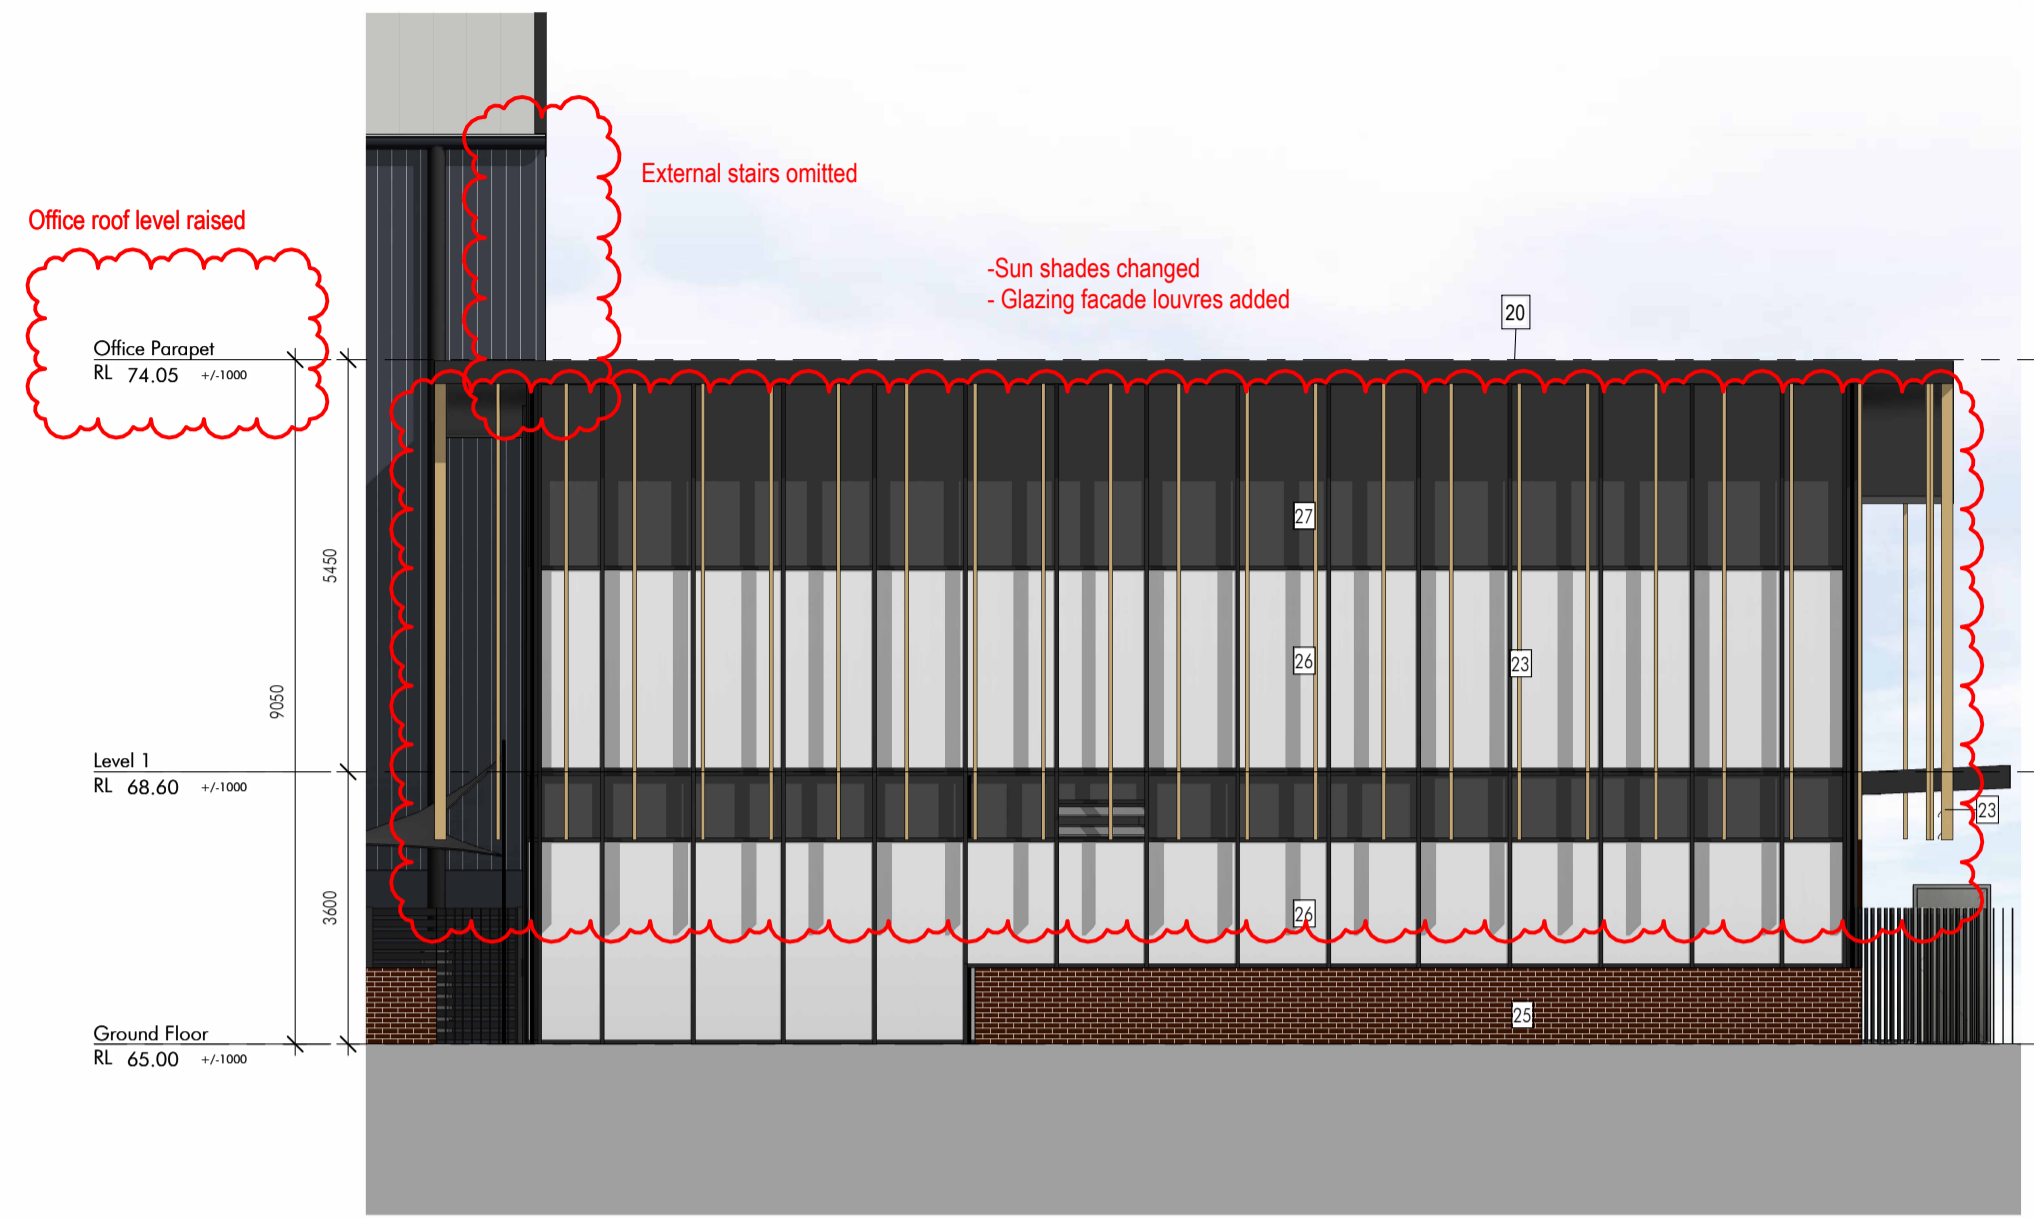 External stairs omitted
Office roof level raised
-Sun shades changed
- Glazing facade louvres added
20
Office Parapet
RL 74.05 +/-1000
27
5450
26
23
9050
Level 1
RL 68.60 +/-1000
23
3600
26
25
Ground Floor
RL 65.00 +/-1000